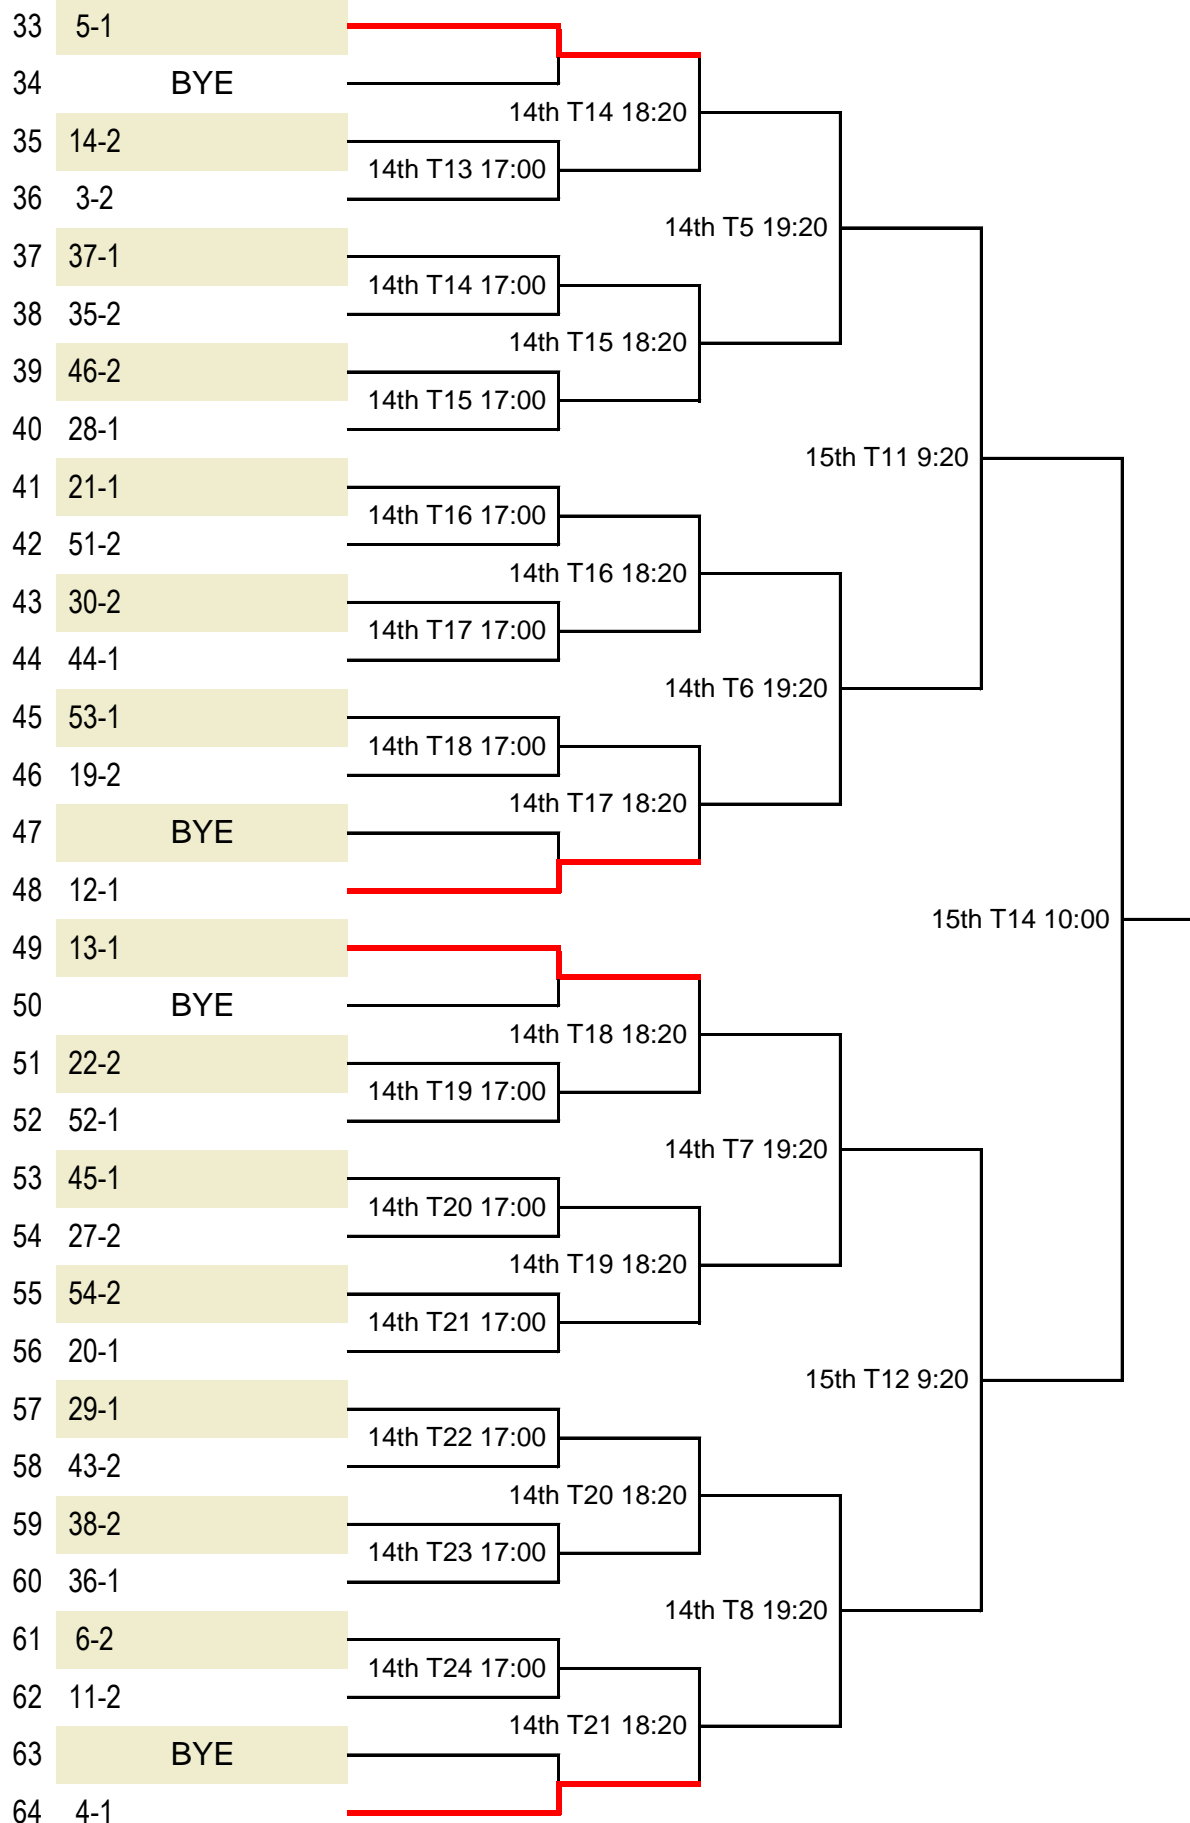 33 5-1
34 BYE
14th T14 18:20
35 14-2
14th T13 17:00
36 3-2
14th T5 19:20
37 37-1
14th T14 17:00
38 35-2
14th T15 18:20
39 46-2
14th T15 17:00
40 28-1
15th T11 9:20
41 21-1
14th T16 17:00
42 51-2
14th T16 18:20
43 30-2
14th T17 17:00
44 44-1
14th T6 19:20
45 53-1
14th T18 17:00
46 19-2
14th T17 18:20
47 BYE
48 12-1
15th T14 10:00
49 13-1
50 BYE
14th T18 18:20
51 22-2
14th T19 17:00
52 52-1
14th T7 19:20
53 45-1
14th T20 17:00
54 27-2
14th T19 18:20
55 54-2
14th T21 17:00
56 20-1
15th T12 9:20
57 29-1
14th T22 17:00
58 43-2
14th T20 18:20
59 38-2
14th T23 17:00
60 36-1
14th T8 19:20
61 6-2
14th T24 17:00
62 11-2
14th T21 18:20
63 BYE
64 4-1